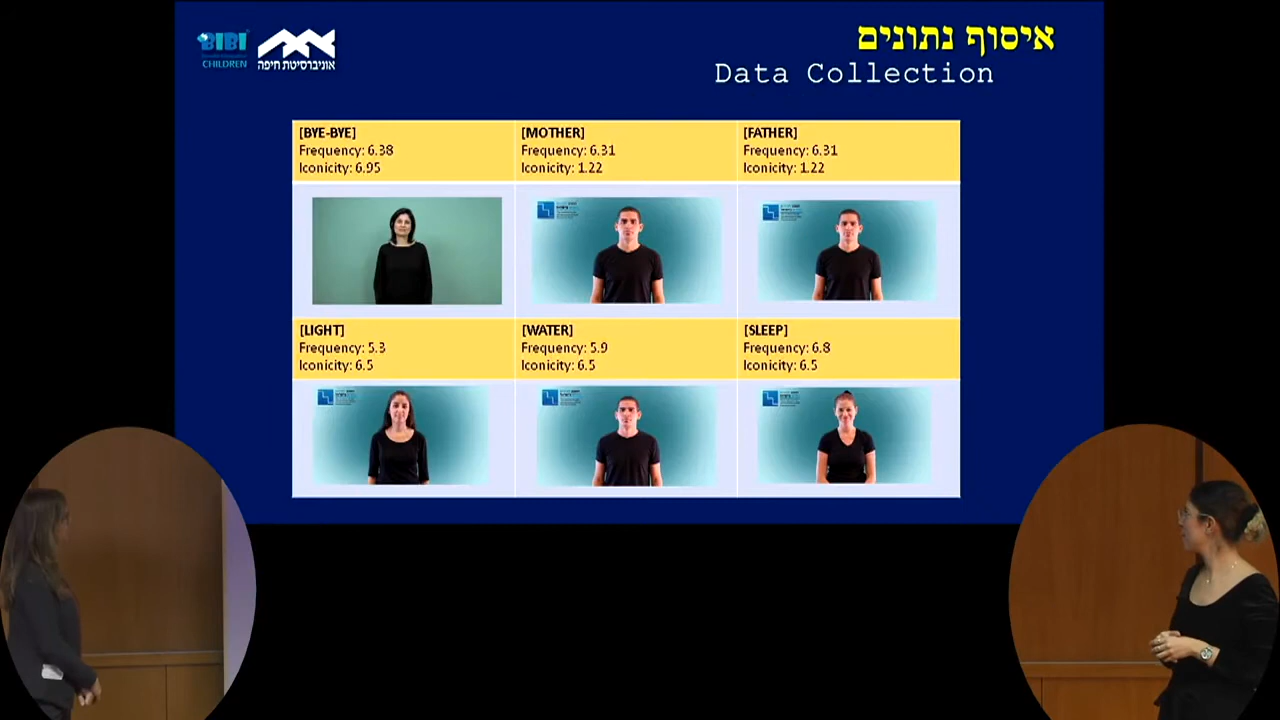 איסוף נתונים
Data Collection
BIBI
CHILDREN
אוניברסיטת חיפה
[BYE-BYE]
Frequency: 6.38
Iconicity: 6.95
[MOTHER]
Frequency: 6.31
Iconicity: 1.22
[FATHER]
Frequency: 6.31
Iconicity: 1.22
[LIGHT]
Frequency: 5.3
Iconicity: 6.5
[WATER]
Frequency: 5.9
Iconicity: 6.5
[SLEEP]
Frequency: 6.8
Iconicity: 6.5